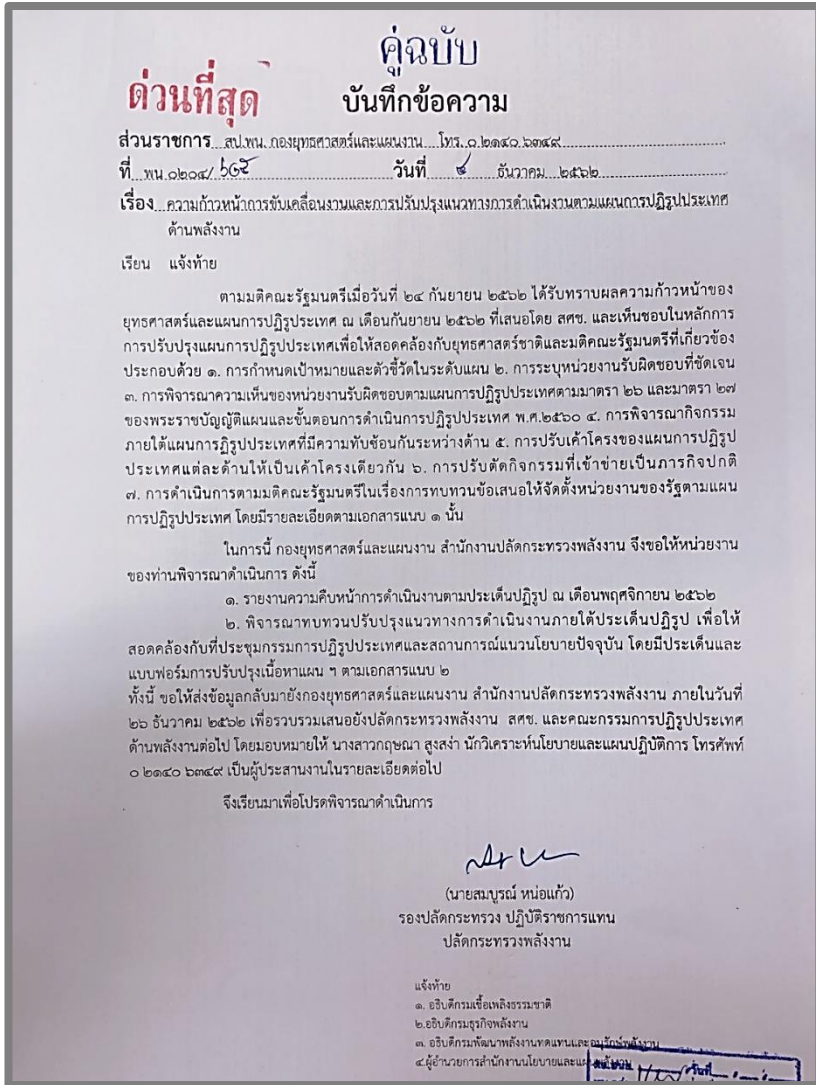 คู่ฉบับ
ด่วนที่สุด
บันทึกข้อความ
ส่วนราชการ สป.พน. กองยุทธศาสตร์และแผนงาน โทร. ๐ ๒๑๔๐ ๖๓๔๙
ที่ พน ๐๒๐๔/ วันที่ ธันวาคม ๒๕๖๒
เรื่อง ความก้าวหน้าการขับเคลื่อนงานและการปรับปรุงแนวทางการดำเนินงานตามแผนการปฏิรูปประเทศ
ด้านพลังงาน
เรียน แจ้งท้าย
ตามมติคณะรัฐมนตรีเมื่อวันที่ ๒๔ กันยายน ๒๕๖๒ ได้รับทราบผลความก้าวหน้าของ
ยุทธศาสตร์และแผนการปฏิรูปประเทศ ณ เดือนกันยายน ๒๕๖๒ ที่เสนอโดย สศช. และเห็นชอบในหลักการ
การปรับปรุงแผนการปฏิรูปประเทศเพื่อให้สอดคล้องกับยุทธศาสตร์ชาติและมติคณะรัฐมนตรีที่เกี่ยวข้อง
ประกอบด้วย ๑. การกำหนดเป้าหมายและตัวชี้วัดในระดับแผน ๒. การระบุหน่วยงานรับผิดชอบที่ชัดเจน
๓. การพิจารณาความเห็นของหน่วยงานรับผิดชอบตามแผนการปฏิรูปประเทศตามมาตรา ๒๖ และมาตรา ๒๗
ของพระราชบัญญัติแผนและขั้นตอนการดำเนินการปฏิรูปประเทศ พ.ศ.๒๕๖๐ ๔. การพิจารณากิจกรรม
ภายใต้แผนการฏิรูปประเทศที่มีความทับซ้อนกันระหว่างด้าน ๕. การปรับเค้าโครงของแผนการปฏิรูป
ประเทศแต่ละด้านให้เป็นเค้าโครงเดียวกัน ๖. การปรับตัดกิจกรรมที่เข้าข่ายเป็นภารกิจปกติ
๗. การดำเนินการตามมติคณะรัฐมนตรีในเรื่องการทบทวนข้อเสนอให้จัดตั้งหน่วยงานของรัฐตามแผน
การปฏิรูปประเทศ โดยมีรายละเอียดตามเอกสารแนบ ๑ นั้น
ในการนี้ กองยุทธศาสตร์และแผนงาน สำนักงานปลัดกระทรวงพลังงาน จึงขอให้หน่วยงาน
ของท่านพิจารณาดำเนินการ ดังนี้
๑. รายงานความคืบหน้าการดำเนินงานตามประเด็นปฏิรูป ณ เดือนพฤศจิกายน ๒๕๖๒
๒. พิจารณาทบทวนปรับปรุงแนวทางการดำเนินงานภายใต้ประเด็นปฏิรูป เพื่อให้
สอดคล้องกับที่ประชุมกรรมการปฏิรูปประเทศและสถานการณ์แนวนโยบายปัจจุบัน โดยมีประเด็นและ
แบบฟอร์มการปรับปรุงเนื้อหาแผน ฯ ตามเอกสารแนบ ๒
ทั้งนี้ ขอให้ส่งข้อมูลกลับมายังกองยุทธศาสตร์และแผนงาน สำนักงานปลัดกระทรวงพลังงาน ภายในวันที่
๒๖ ธันวาคม ๒๕๖๒ เพื่อรวบรวมเสนอยังปลัดกระทรวงพลังงาน สศช. และคณะกรรมการปฏิรูปประเทศ
ด้านพลังงานต่อไป โดยมอบหมายให้ นางสาวกฤษณา สูงสง่า นักวิเคราะห์นโยบายและแผนปฏิบัติการ โทรศัพท์
๐ ๒๑๔๐ ๖๓๔๙ เป็นผู้ประสานงานในรายละเอียดต่อไป
จึงเรียนมาเพื่อโปรดพิจารณาดำเนินการ
(นายสมบูรณ์ หน่อแก้ว)
รองปลัดกระทรวง ปฏิบัติราชการแทน
ปลัดกระทรวงพลังงาน
แจ้งท้าย
๑. อธิบดีกรมเชื้อเพลิงธรรมชาติ
๒.อธิบดีกรมธุรกิจพลังงาน
๓. อธิบดีกรมพัฒนาพลังงานทดแทนและอนุรักษ์พลังงาน
๔.ผู้อำนวยการสำนักงานนโยบายและแผนพลังงาน